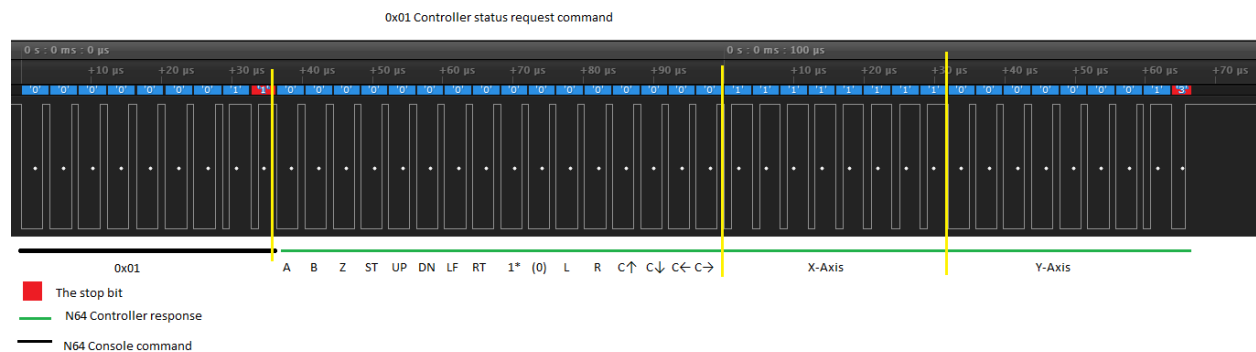 0x01 Controller status request command
0 s : 0 ms : 0 µs 0 s : 0 ms : 100 µs
+10 µs +20 µs +30 µs +40 µs +50 µs +60 µs +70 µs +80 µs +90 µs +10 µs +20 µs +30 µs +40 µs +50 µs +60 µs +70 µs
'0' '0' '0' '0' '0' '0' '0' '1' '1' '0' '0' '0' '0' '0' '0' '0' '0' '0' '0' '0' '0' '0' '0' '0' '0' '1' '1' '1' '1' '1' '1' '1' '1' '0' '0' '0' '0' '0' '0' '0' '1' '3'
0x01 A B Z ST UP DN LF RT 1* (0) L R C↑ C↓ C← C→ X-Axis Y-Axis
The stop bit
N64 Controller response
N64 Console command